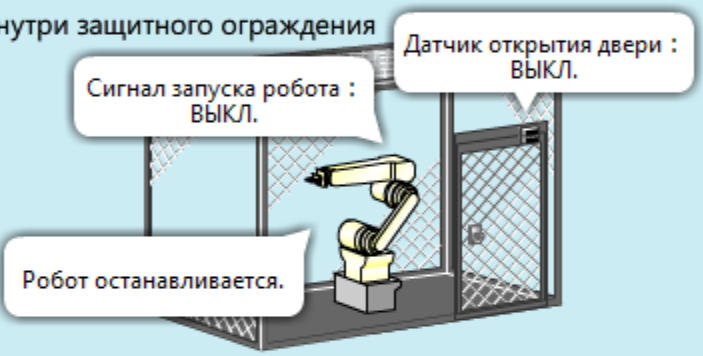 нутри защитного ограждения
Датчик открытия двери :
ВЫКЛ.
Сигнал запуска робота :
ВЫКЛ.
Робот останавливается.